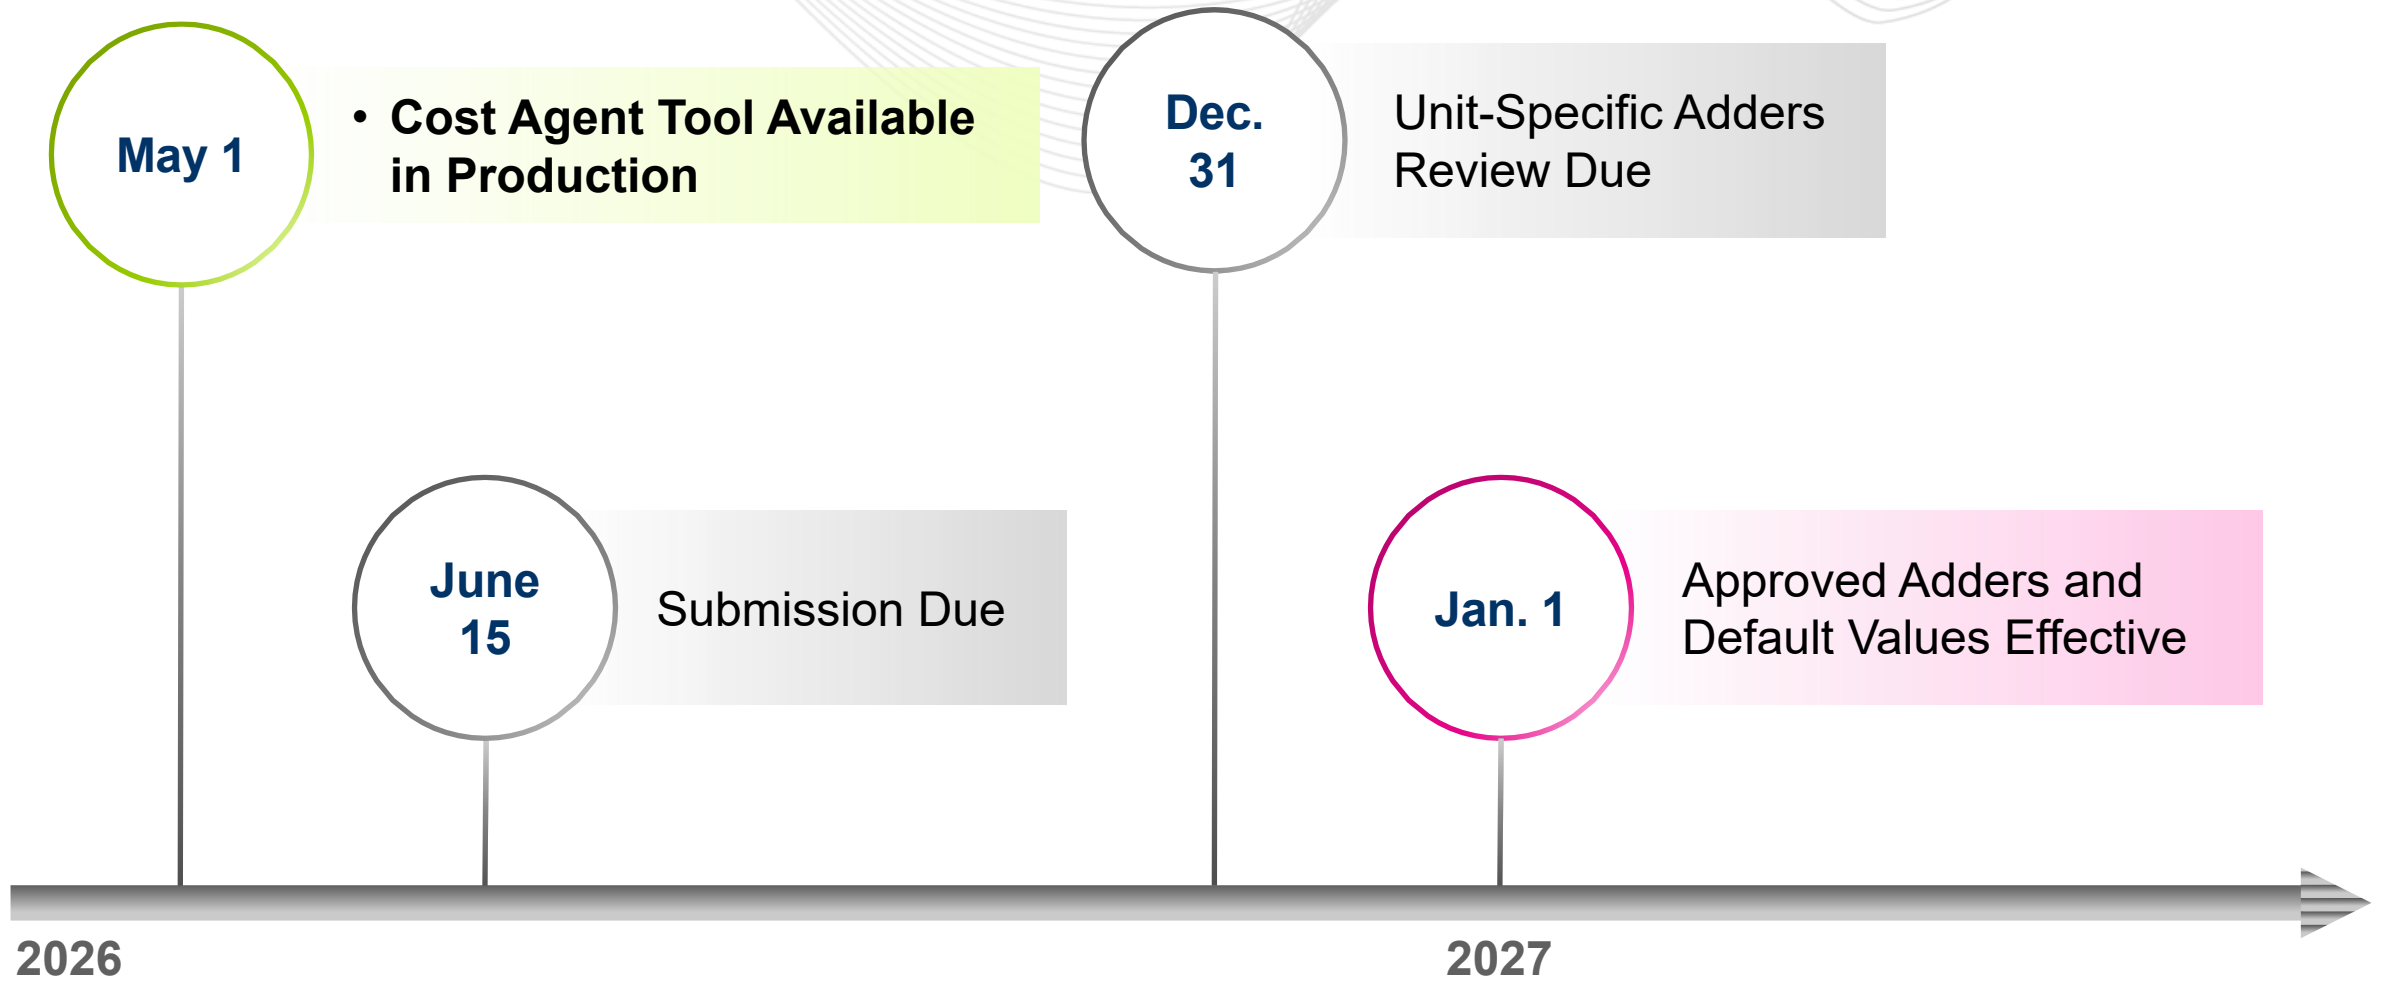 May 1
• Cost Agent Tool Available
in Production
Dec.
31
Unit-Specific Adders
Review Due
June
15
Submission Due
Jan. 1
Approved Adders and
Default Values Effective
2026
2027